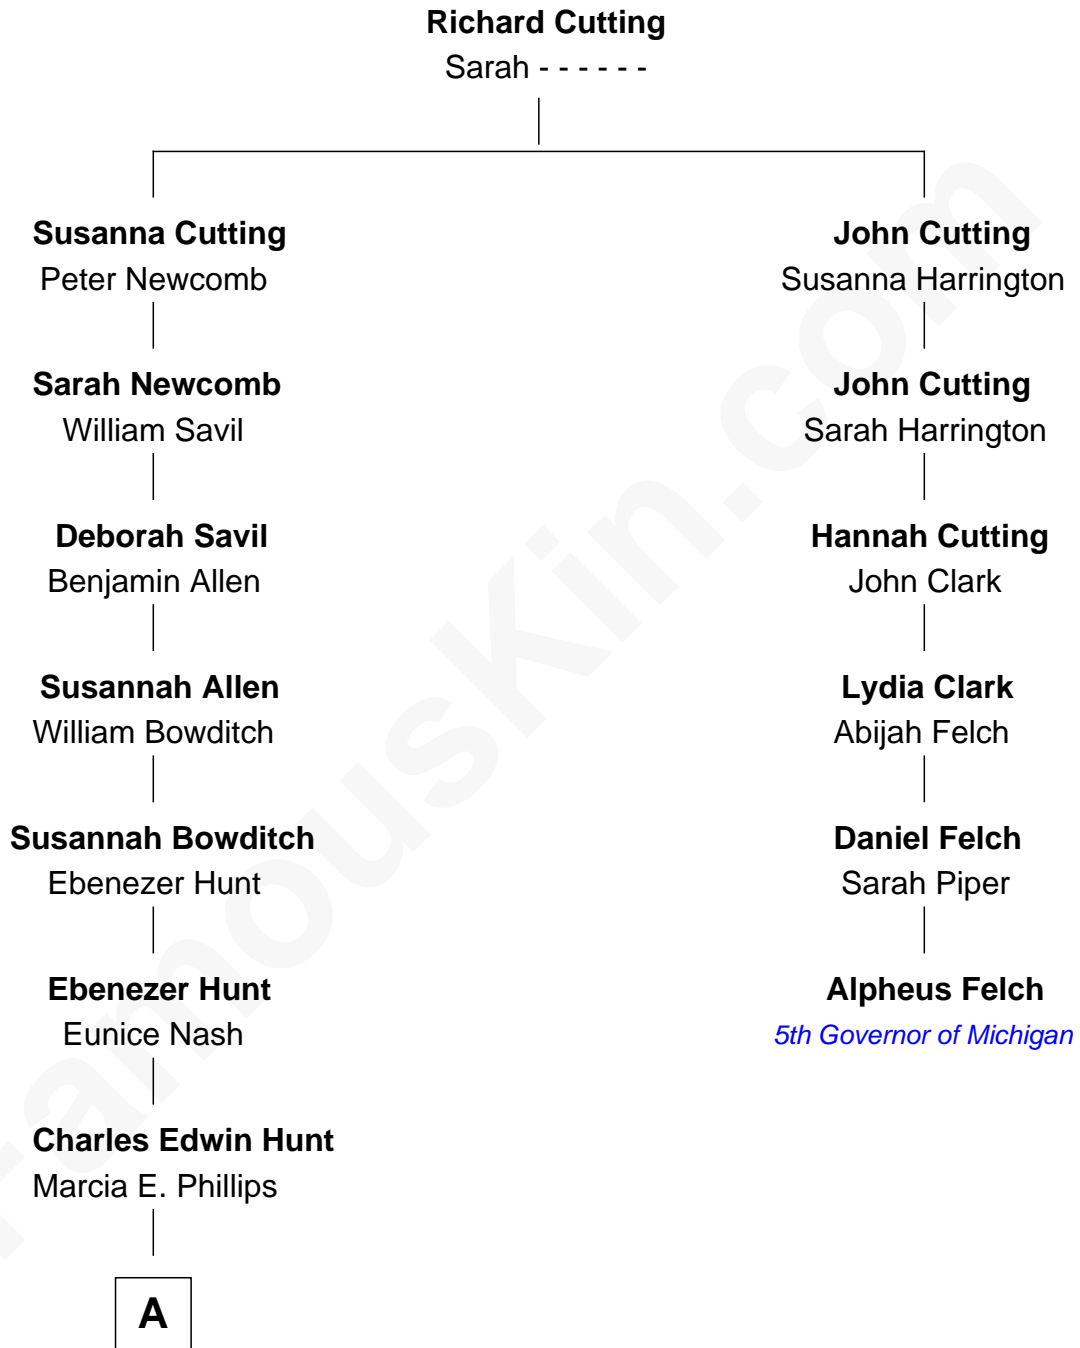 Richard Cutting
Sarah - - - - - -
Susanna Cutting
Peter Newcomb
John Cutting
Susanna Harrington
Sarah Newcomb
William Savil
John Cutting
Sarah Harrington
Deborah Savil
Benjamin Allen
Hannah Cutting
John Clark
Susannah Allen
William Bowditch
Lydia Clark
Abijah Felch
Susannah Bowditch
Ebenezer Hunt
Daniel Felch
Sarah Piper
Ebenezer Hunt
Eunice Nash
Alpheus Felch
5th Governor of Michigan
Charles Edwin Hunt
Marcia E. Phillips
A
FamousKin.com